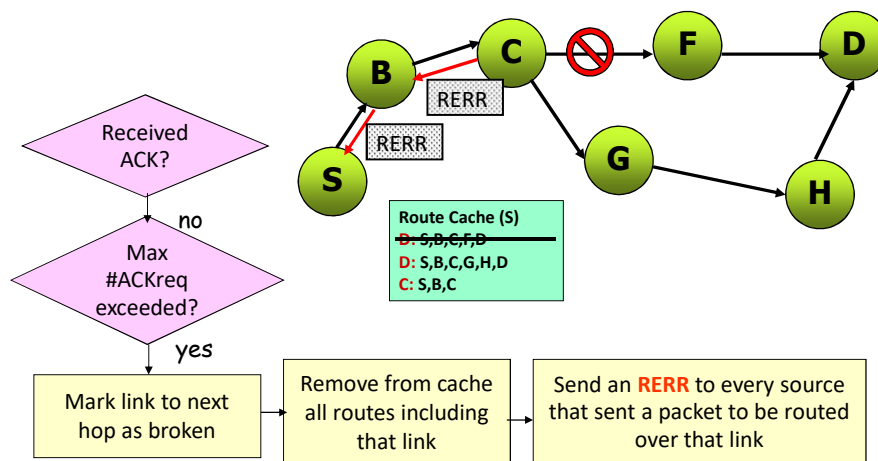 B
C
F
D
RERR
RERR
S
G
H
Received
ACK?
no
Max
#ACKreq
exceeded?
yes
Route Cache (S)
D: S,B,C,F,D
D: S,B,C,G,H,D
C: S,B,C
Mark link to next
hop as broken
Remove from cache
all routes including
that link
Send an RERR to every source
that sent a packet to be routed
over that link